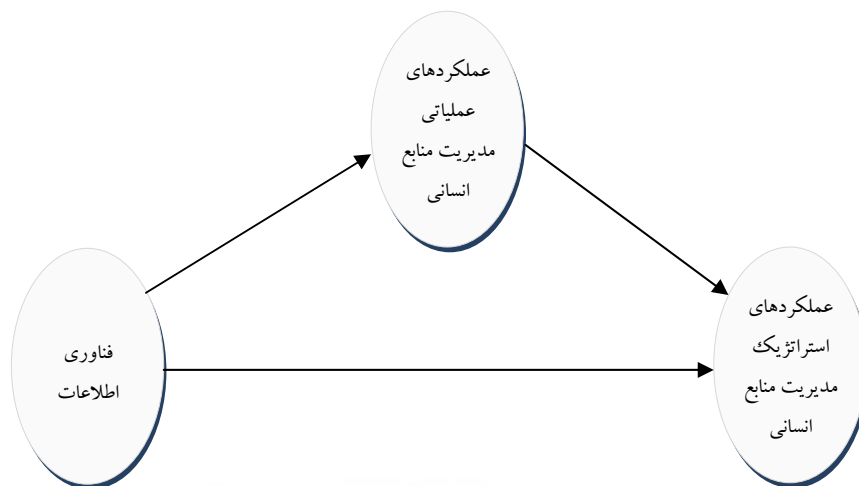 عملکردهای
عملیاتی
مدیریت منابع
انسانی
فناوری
اطلاعات
عملکردهای
استراتژیک
مدیریت منابع
انسانی